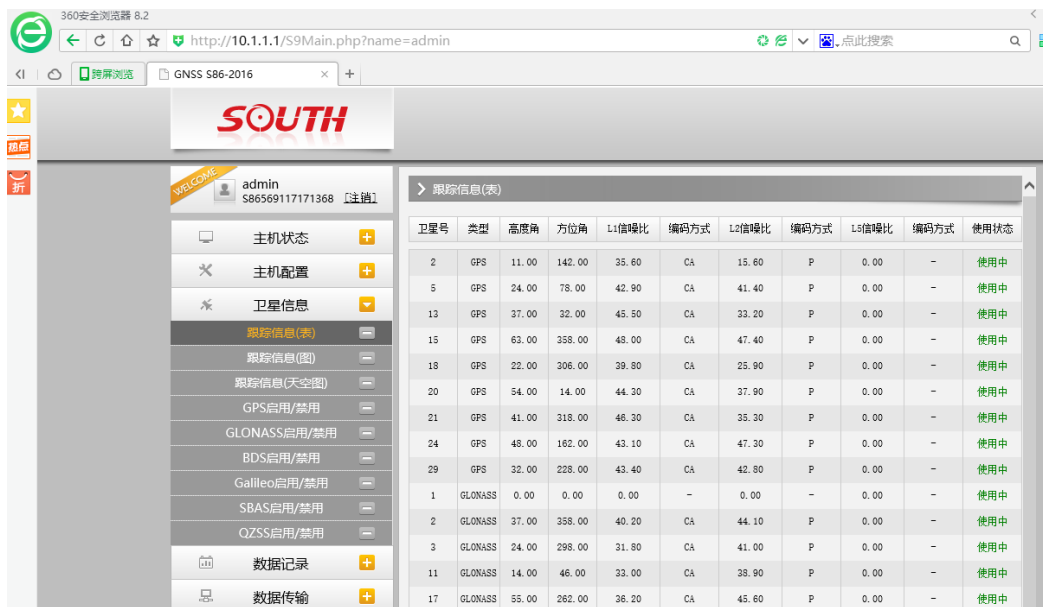 360安全浏览器 8.2
http://10.1.1.1/S9Main.php?name=admin
点此搜索
跨屏浏览 GNSS S86-2016
热点
折
SOUTH
WELCOME
admin
S86569117171368 [注销]
主机状态
主机配置
卫星信息
跟踪信息(表)
跟踪信息(图)
跟踪信息(天空图)
GPS启用/禁用
GLONASS启用/禁用
BDS启用/禁用
Galileo启用/禁用
SBAS启用/禁用
QZSS启用/禁用
数据记录
数据传输
跟踪信息(表)
卫星号 类型 高度角 方位角 L1信噪比 编码方式 L2信噪比 编码方式 L5信噪比 编码方式 使用状态
2 GPS 11.00 142.00 35.60 CA 15.60 P 0.00 - 使用中
5 GPS 24.00 78.00 42.90 CA 41.40 P 0.00 - 使用中
13 GPS 37.00 32.00 45.50 CA 33.20 P 0.00 - 使用中
15 GPS 63.00 358.00 48.00 CA 47.40 P 0.00 - 使用中
18 GPS 22.00 306.00 39.80 CA 25.90 P 0.00 - 使用中
20 GPS 54.00 14.00 44.30 CA 37.90 P 0.00 - 使用中
21 GPS 41.00 318.00 46.30 CA 35.30 P 0.00 - 使用中
24 GPS 48.00 162.00 43.10 CA 47.30 P 0.00 - 使用中
29 GPS 32.00 228.00 43.40 CA 42.80 P 0.00 - 使用中
1 GLONASS 0.00 0.00 0.00 - 0.00 - 0.00 - 使用中
2 GLONASS 37.00 358.00 40.20 CA 44.10 P 0.00 - 使用中
3 GLONASS 24.00 298.00 31.80 CA 41.00 P 0.00 - 使用中
11 GLONASS 14.00 46.00 33.00 CA 38.90 P 0.00 - 使用中
17 GLONASS 55.00 262.00 36.20 CA 45.60 P 0.00 - 使用中